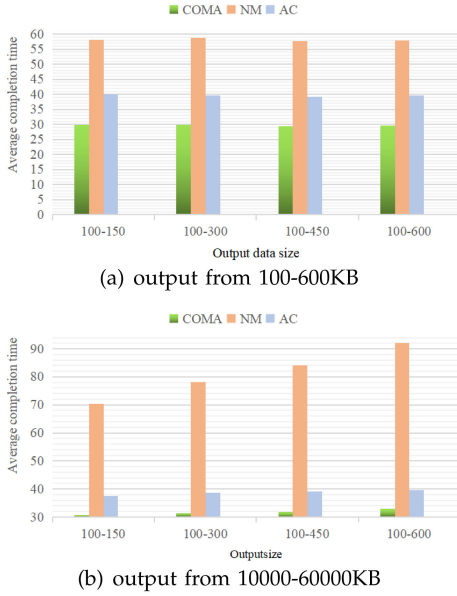 COMA NM AC
Average completion time
60
55
50
45
40
35
30
25
20
15
10
5
0
100-150 100-300 100-450 100-600
Output data size
(a) output from 100-600KB
COMA NM AC
Average completion time
90
80
70
60
50
40
30
100-150 100-300 100-450 100-600
Outputsize
(b) output from 10000-60000KB